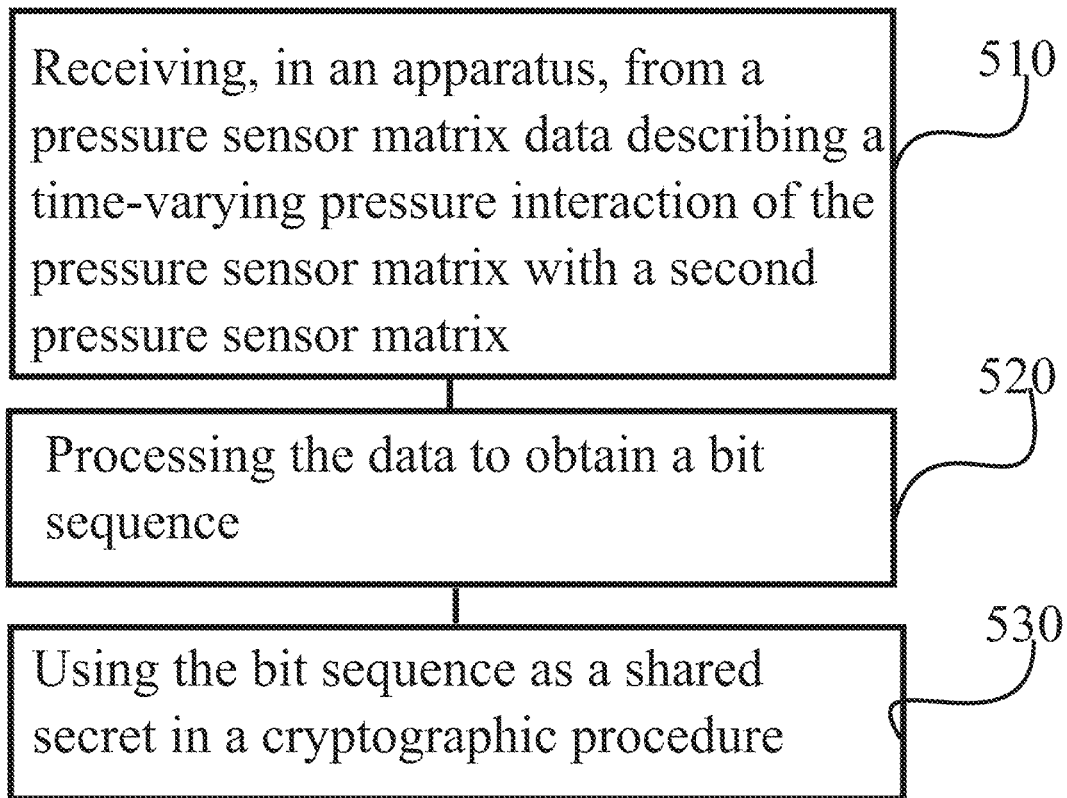 Receiving, in an apparatus, from a
pressure sensor matrix data describing a
time-varying pressure interaction of the
pressure sensor matrix with a second
pressure sensor matrix
510
Processing the data to obtain a bit
sequence
520
Using the bit sequence as a shared
secret in a cryptographic procedure
530